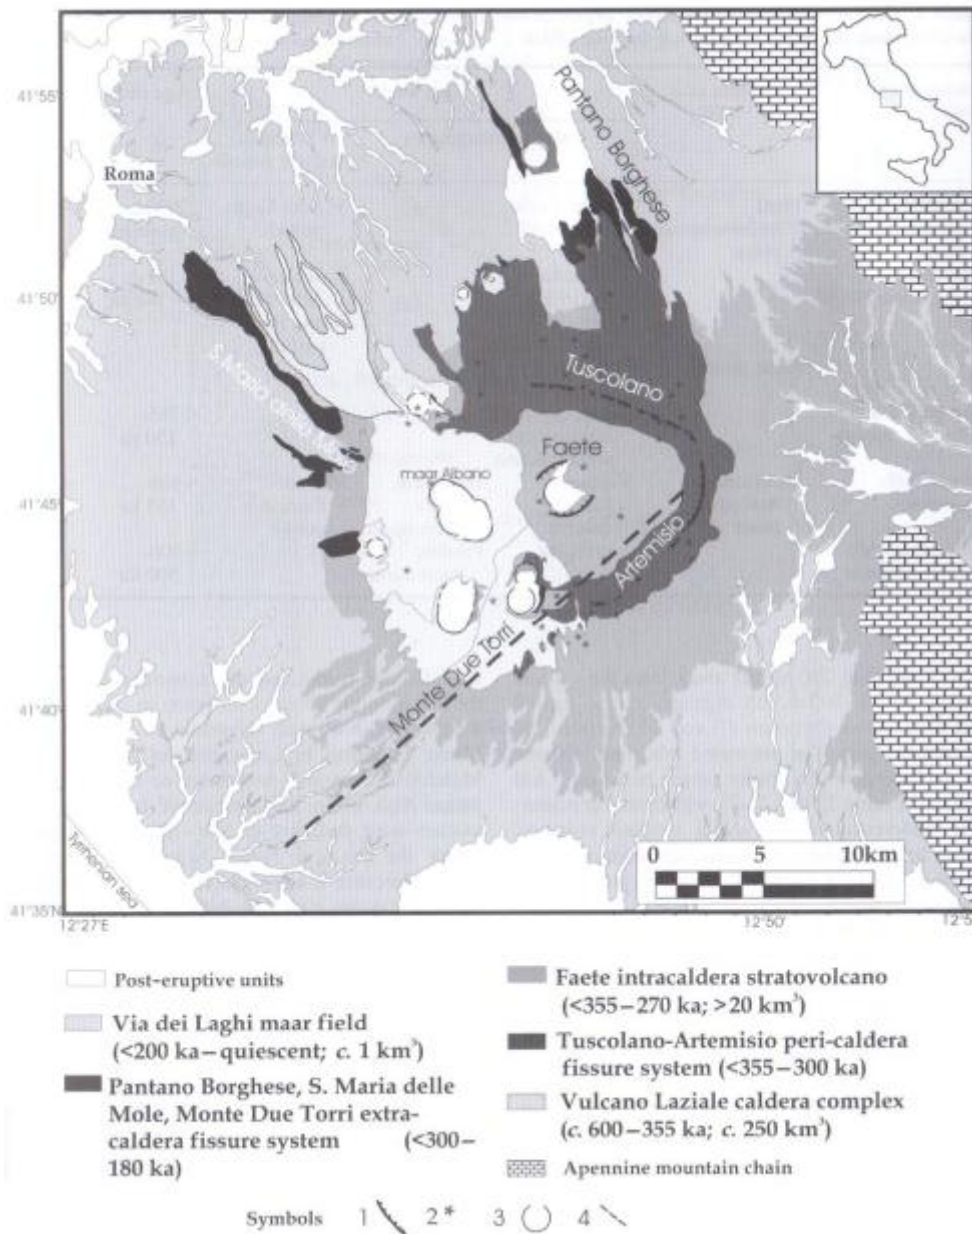 41°55'
Pantano Borghese
Roma
41°50'
S.Maria delle Mole
Tuscolano
Faete
maar Albano
41°45'
Artemisio
Monte Due Torri
41°40'
Tyrrhenian sea
0 5 10km
41°35'N
12°27'E
12°50'
Post-eruptive units
Via dei Laghi maar field
(<200 ka–quiescent; c. 1 km³)
Pantano Borghese, S. Maria delle
Mole, Monte Due Torri extra-
caldera fissure system (<300–
180 ka)
Faete intracaldera stratovolcano
(<355–270 ka; >20 km³)
Tuscolano-Artemisio peri-caldera
fissure system (<355–300 ka)
Vulcano Laziale caldera complex
(c. 600–355 ka; c. 250 km³)
Apennine mountain chain
Symbols 1 2* 3 4